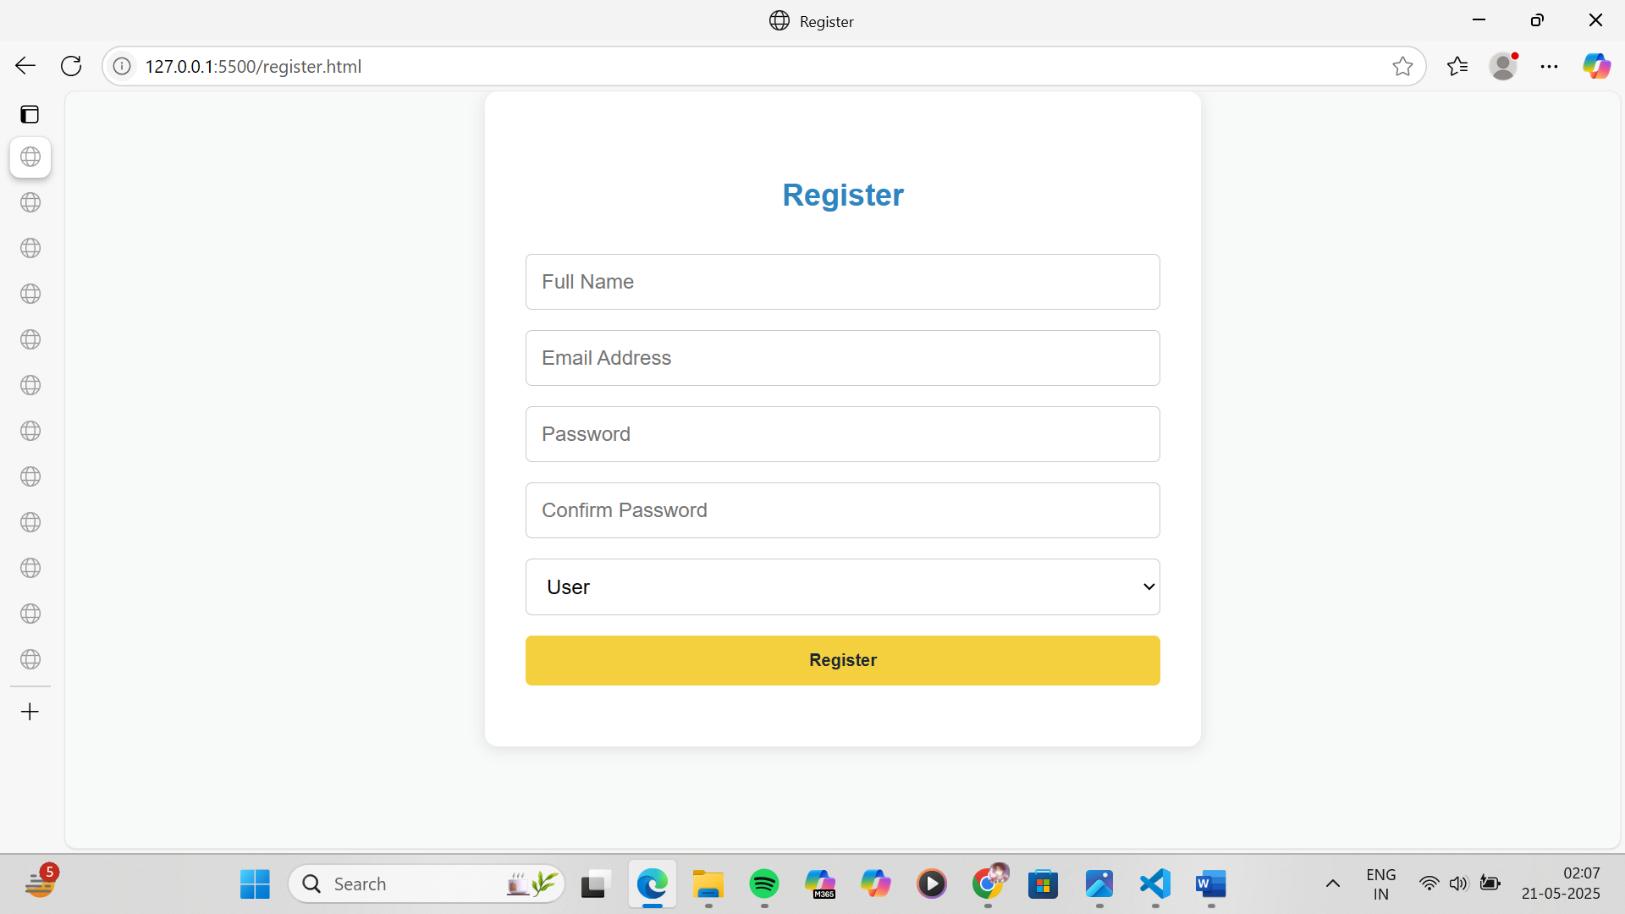 Register
127.0.0.1:5500/register.html
Register
Full Name
Email Address
Password
Confirm Password
User
Register
5
Search
M365
W
ENG
IN
02:07
21-05-2025